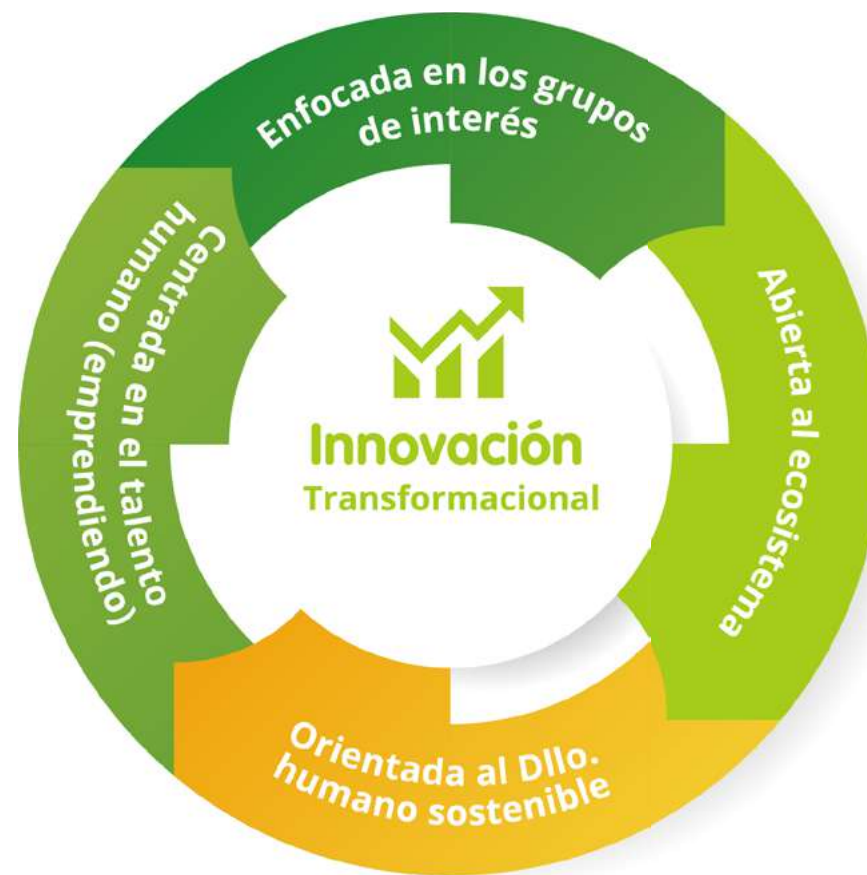 Enfocada en los grupos
de interés
Abierta al ecosistema
Orientada al Dllo.
humano sostenible
Centrada en el talento
humano (emprendiendo)
Innovación
Transformacional